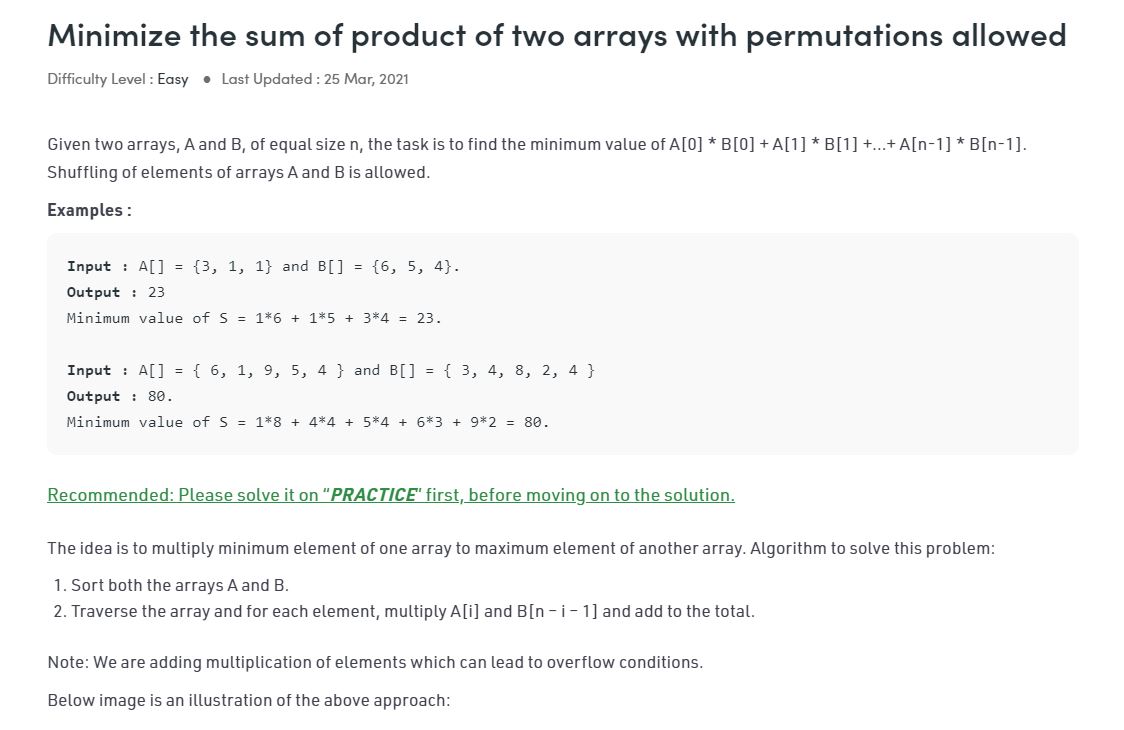 Minimize the sum of product of two arrays with permutations allowed
Difficulty Level : Easy ● Last Updated : 25 Mar, 2021
Given two arrays, A and B, of equal size n, the task is to find the minimum value of A[0] * B[0] + A[1] * B[1] +...+ A[n-1] * B[n-1].
Shuffling of elements of arrays A and B is allowed.
Examples :
Input : A[] = {3, 1, 1} and B[] = {6, 5, 4}.
Output : 23
Minimum value of S = 1*6 + 1*5 + 3*4 = 23.
Input : A[] = { 6, 1, 9, 5, 4 } and B[] = { 3, 4, 8, 2, 4 }
Output : 80.
Minimum value of S = 1*8 + 4*4 + 5*4 + 6*3 + 9*2 = 80.
Recommended: Please solve it on “PRACTICE” first, before moving on to the solution.
The idea is to multiply minimum element of one array to maximum element of another array. Algorithm to solve this problem:
1. Sort both the arrays A and B.
2. Traverse the array and for each element, multiply A[i] and B[n – i – 1] and add to the total.
Note: We are adding multiplication of elements which can lead to overflow conditions.
Below image is an illustration of the above approach: